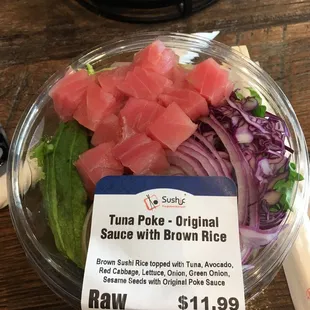 Sushic
Tuna Poke - Original
Sauce with Brown Rice
Brown Sushi Rice topped with Tuna, Avocado,
Red Cabbage, Lettuce, Onion, Green Onion,
Sesame Seeds with Original Poke Sauce
Raw
$11.99